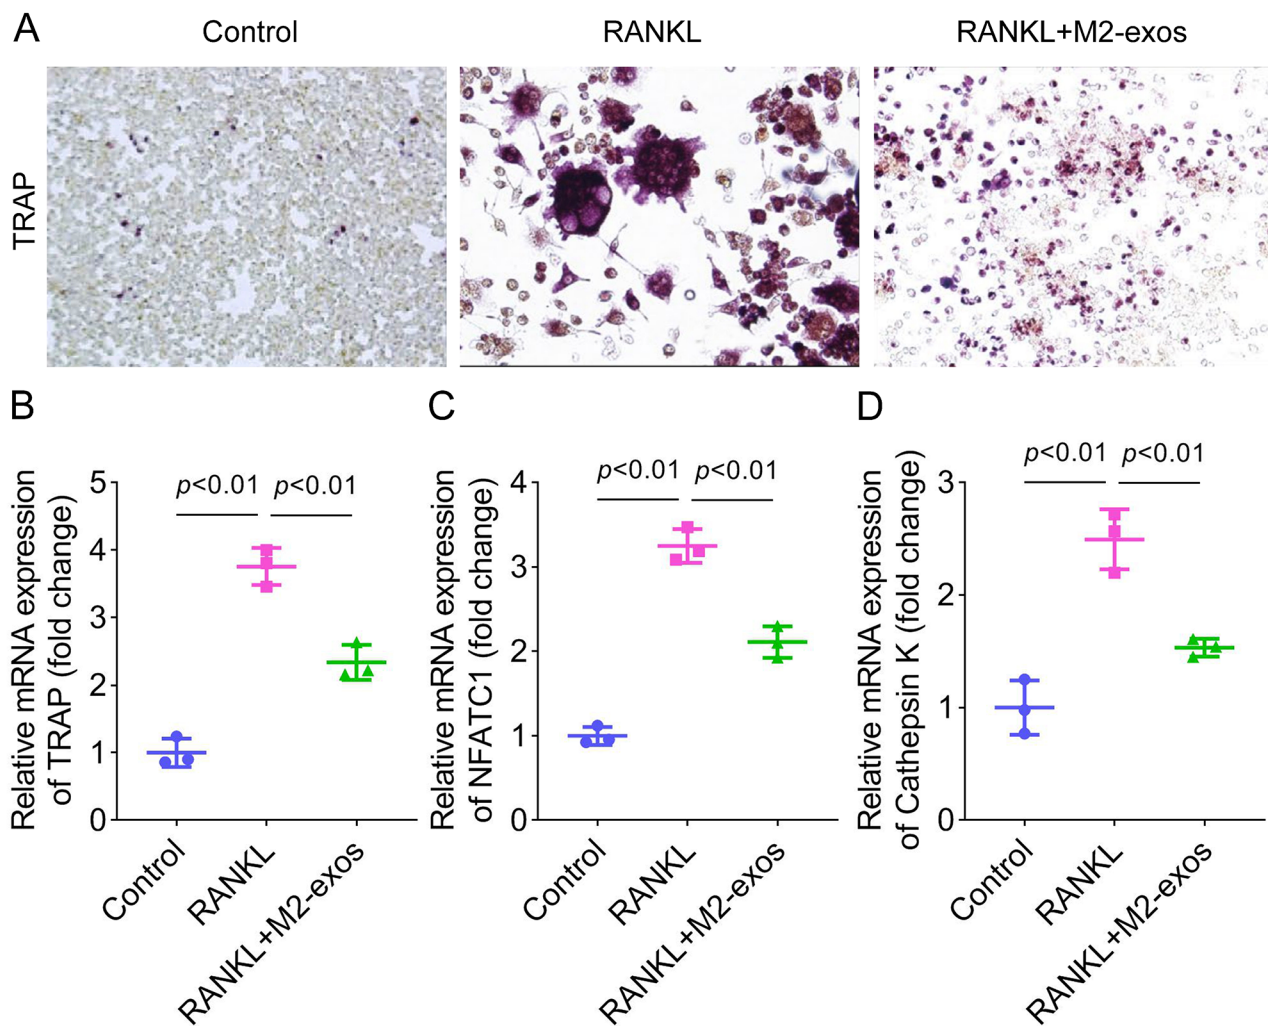 A
Control
RANKL
RANKL+M2-exos
TRAP
B
Relative mRNA expression
of TRAP (fold change)
5
4
3
2
1
0
p<0.01
p<0.01
Control
RANKL
RANKL+M2-exos
C
Relative mRNA expression
of NFATC1 (fold change)
4
3
2
1
0
p<0.01
p<0.01
Control
RANKL
RANKL+M2-exos
D
Relative mRNA expression
of Cathepsin K (fold change)
3
2
1
0
p<0.01
p<0.01
Control
RANKL
RANKL+M2-exos